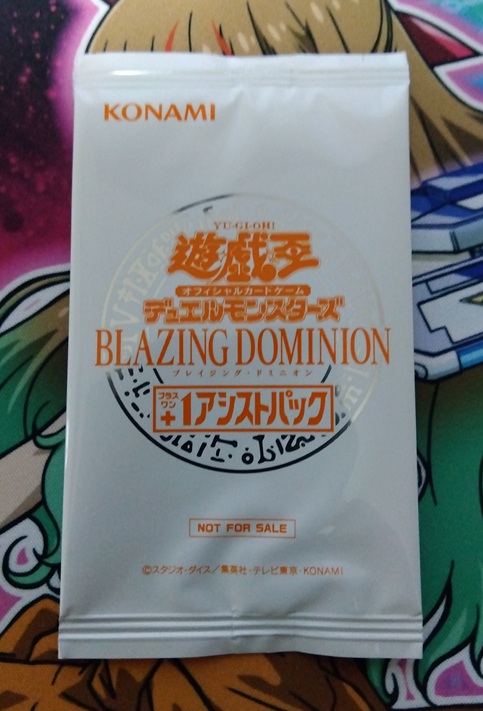 KONAMI
YU-GI-OH!
遊戯王
オフィシャルカードゲーム
デュエルモンスターズ
BLAZING DOMINION
ブレイジング・ドミニオン
プラスワン
+1アシストパック
NOT FOR SALE
©スタジオ・ダイス／集英社・テレビ東京・KONAMI